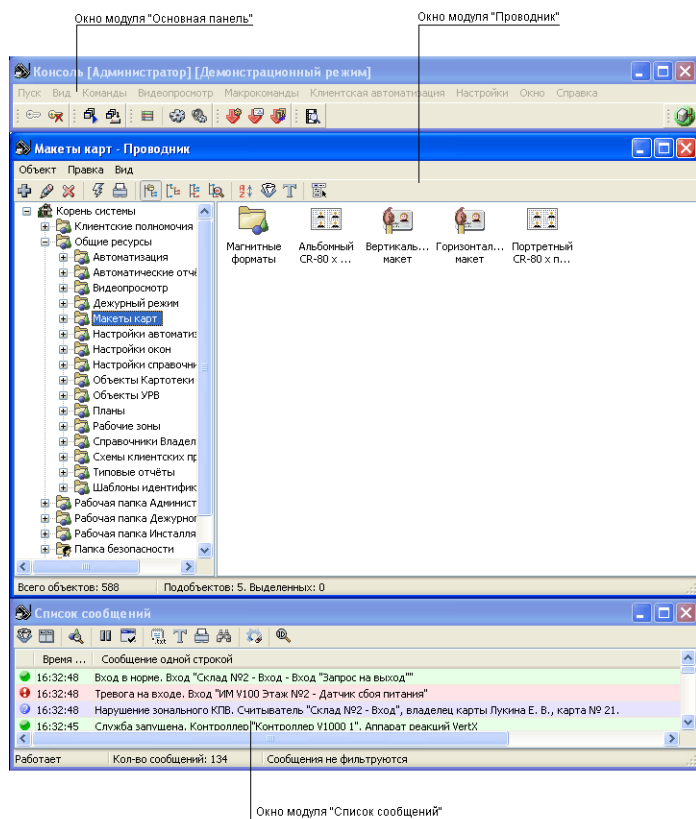 Окно модуля "Основная панель"
Окно модуля "Проводник"
Консоль [Администратор] [Демонстрационный режим]
Пуск Вид Команды Видеопросмотр Макрокоманды Клиентская автоматизация Настройки Окно Справка
Макеты карт - Проводник
Объект Правка Вид
Корень системы
Клиентские полномочия
Общие ресурсы
Автоматизация
Автоматические отчё
Видеопросмотр
Дежурный режим
Макеты карт
Настройки автомати
Настройки окон
Настройки справочн
Объекты Картотеки
Объекты УРВ
Планы
Рабочие зоны
Справочники Владел
Схемы клиентских пр
Типовые отчёты
Шаблоны идентифик
Рабочая папка Админист
Рабочая папка Дежурног
Рабочая папка Инсталля
Папка безопасности
Магнитные форматы
Альбомный CR-80 x ...
Вертикаль... макет
Горизонтал... макет
Портретный CR-80 x п...
Всего объектов: 588 Подобъектов: 5. Выделенных: 0
Список сообщений
Время ... Сообщение одной строкой
16:32:48 Вход в норме. Вход "Склад №2 - Вход - Вход "Запрос на выход""
16:32:48 Тревога на входе. Вход "ИМ V100 Этаж №2 - Датчик сбоя питания"
16:32:48 Нарушение зонального КПВ. Считыватель "Склад №2 - Вход", владелец карты Лукина Е. В., карта № 21.
16:32:45 Служба запущена. Контроллер "Контроллер V1000 1". Аппарат реакций VertX
Работает Кол-во сообщений: 134 Сообщения не фильтруются
Окно модуля "Список сообщений"